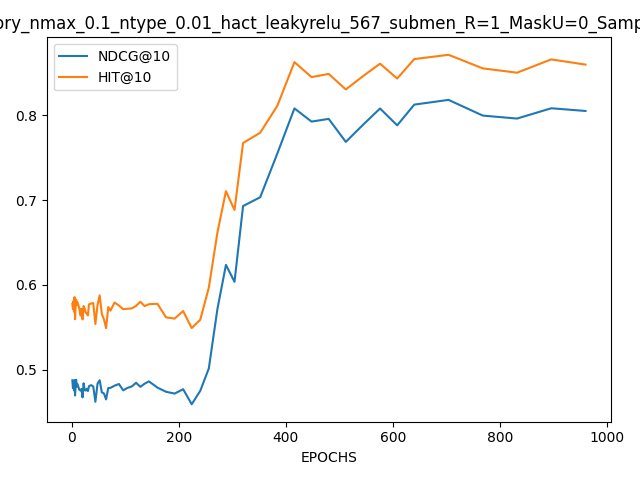 ory_nmax_0.1_ntype_0.01_hact_leakyrelu_567_submen_R=1_MaskU=0_Samp
NDCG@10
HIT@10
0.8
0.7
0.6
0.5
0 200 400 600 800 1000
EPOCHS